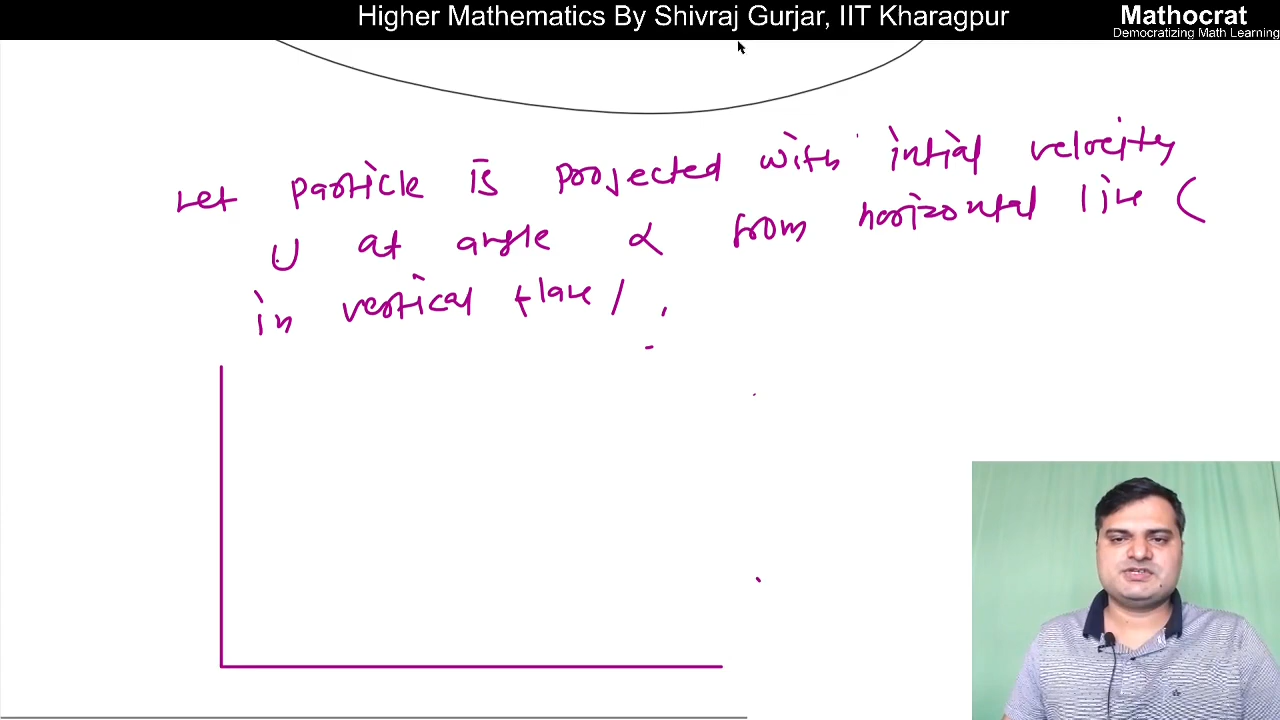 Higher Mathematics By Shivraj Gurjar, IIT Kharagpur
Mathocrat
Democratizing Math Learning
Let particle is projected with intial velocity
U at angle α from horizontal line (
in vertical plane) .